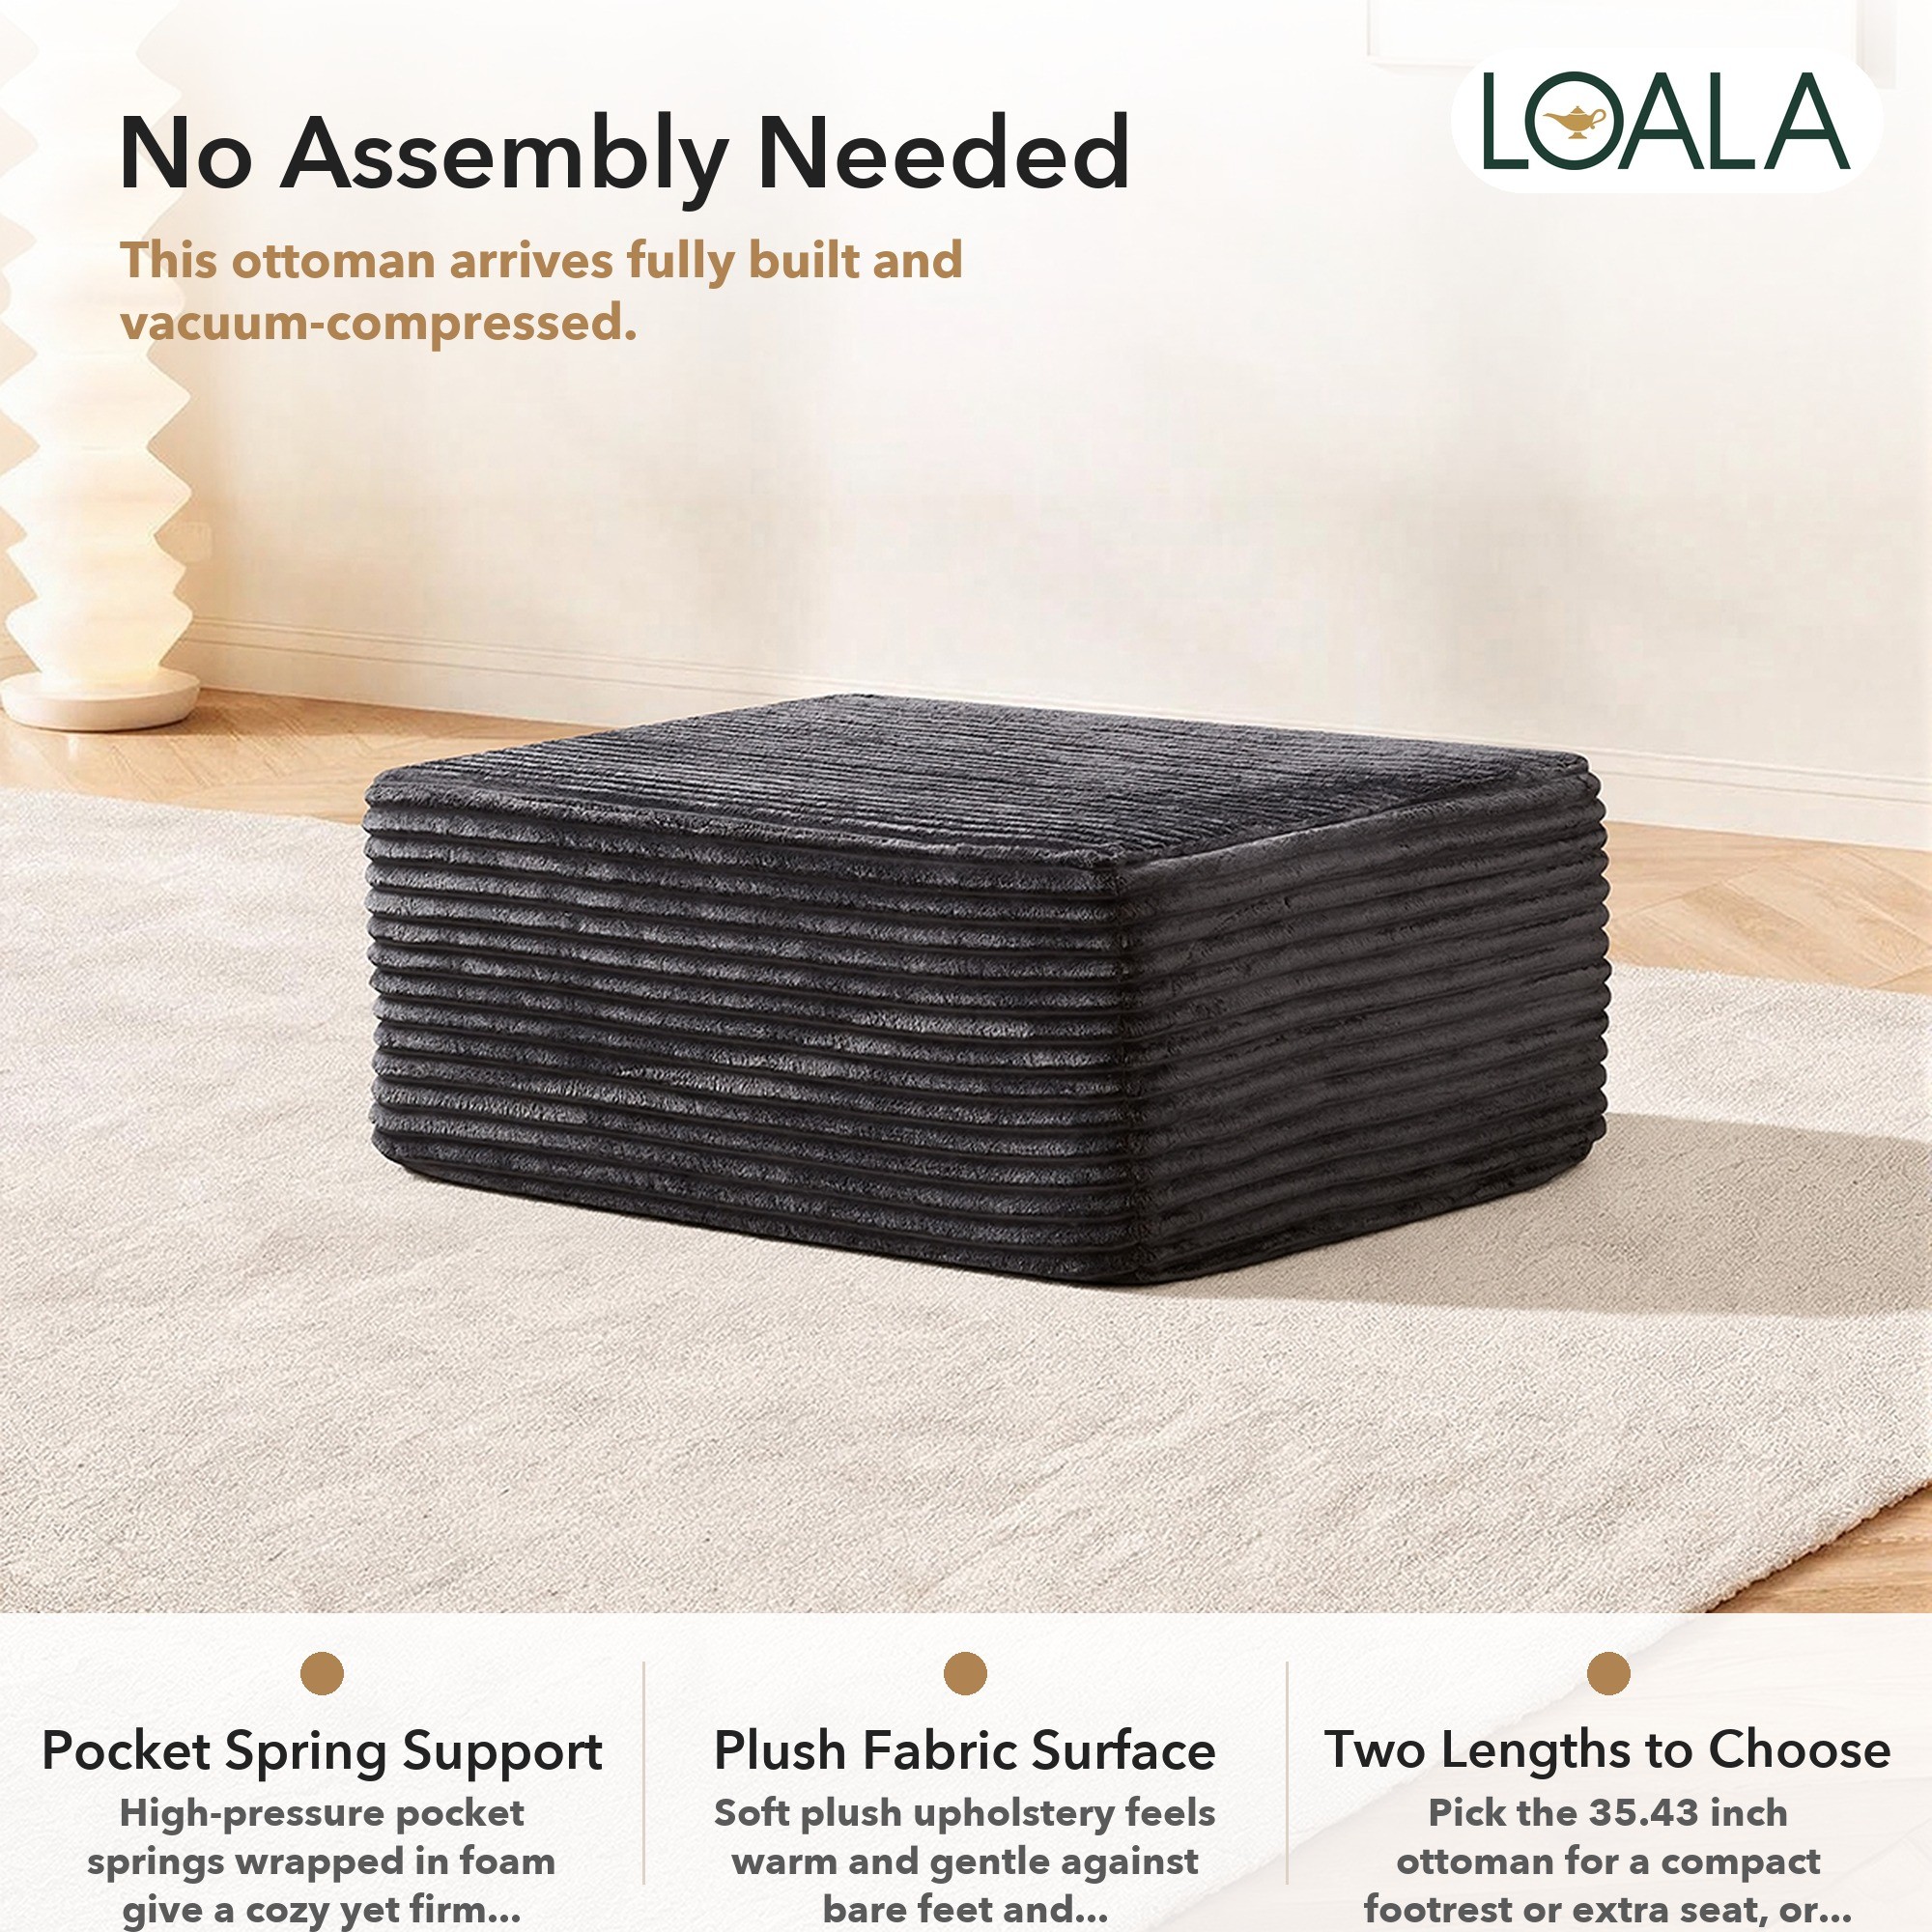 LOALA
No Assembly Needed
This ottoman arrives fully built and
vacuum-compressed.
Pocket Spring Support
High-pressure pocket
springs wrapped in foam
give a cozy yet firm...
Plush Fabric Surface
Soft plush upholstery feels
warm and gentle against
bare feet and...
Two Lengths to Choose
Pick the 35.43 inch
ottoman for a compact
footrest or extra seat, or...